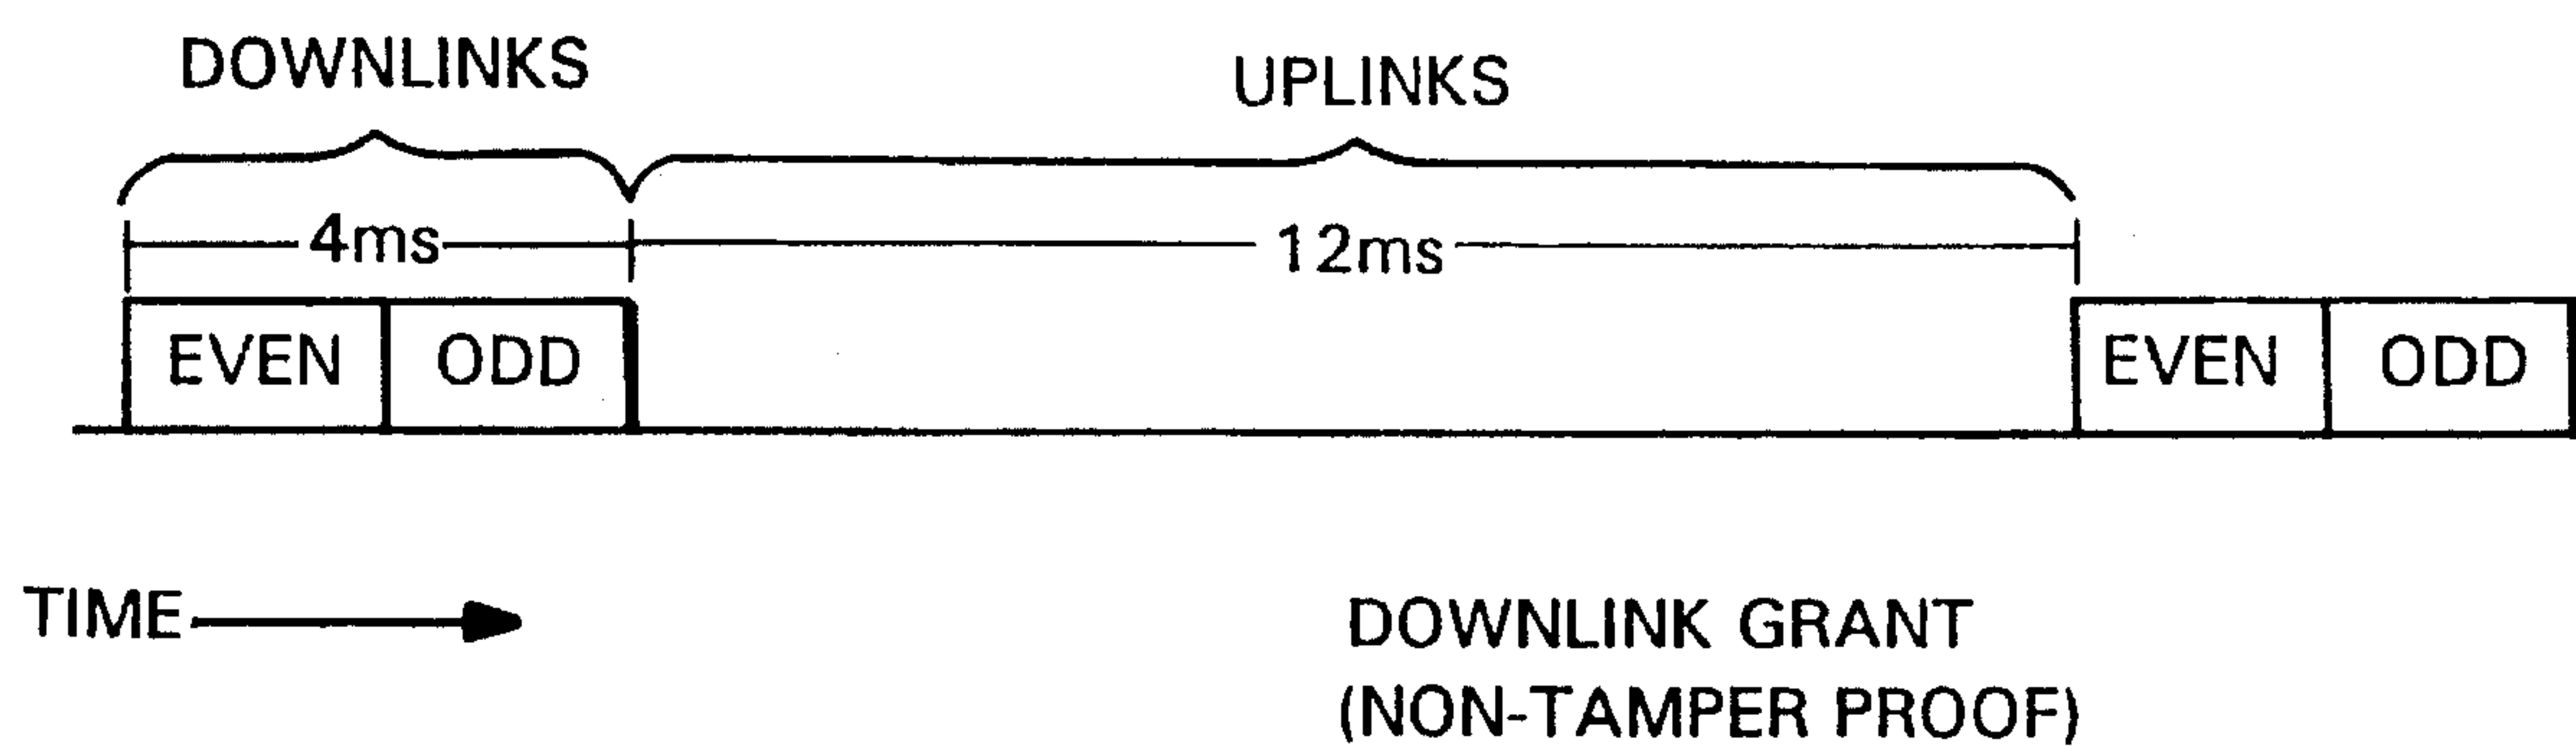 DOWNLINKS
UPLINKS
4ms
12ms
EVEN ODD EVEN ODD
TIME
DOWNLINK GRANT
(NON-TAMPER PROOF)